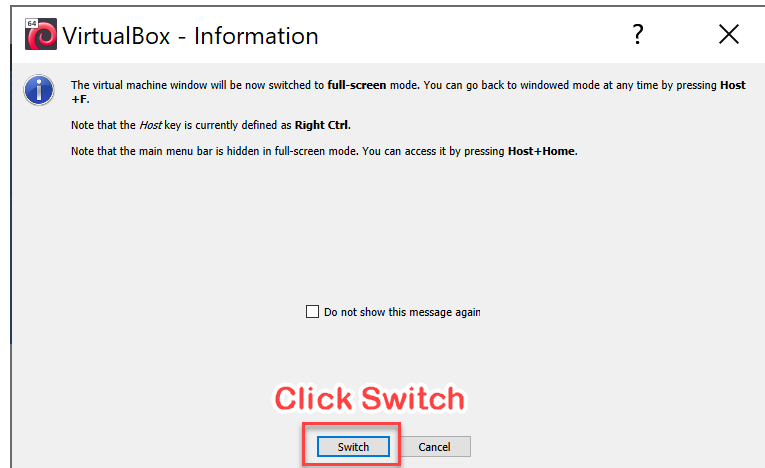 64
VirtualBox - Information
?
The virtual machine window will be now switched to full-screen mode. You can go back to windowed mode at any time by pressing Host
+F.
Note that the Host key is currently defined as Right Ctrl.
Note that the main menu bar is hidden in full-screen mode. You can access it by pressing Host+Home.
Do not show this message again
Click Switch
Switch Cancel